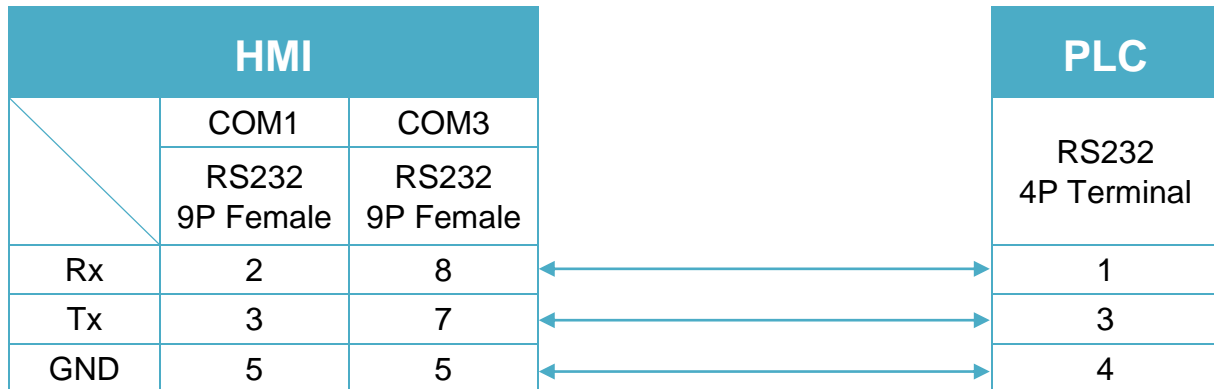 HMI PLC
COM1 COM3
RS232 RS232 RS232
9P Female 9P Female 4P Terminal
Rx 2 8 1
Tx 3 7 3
GND 5 5 4